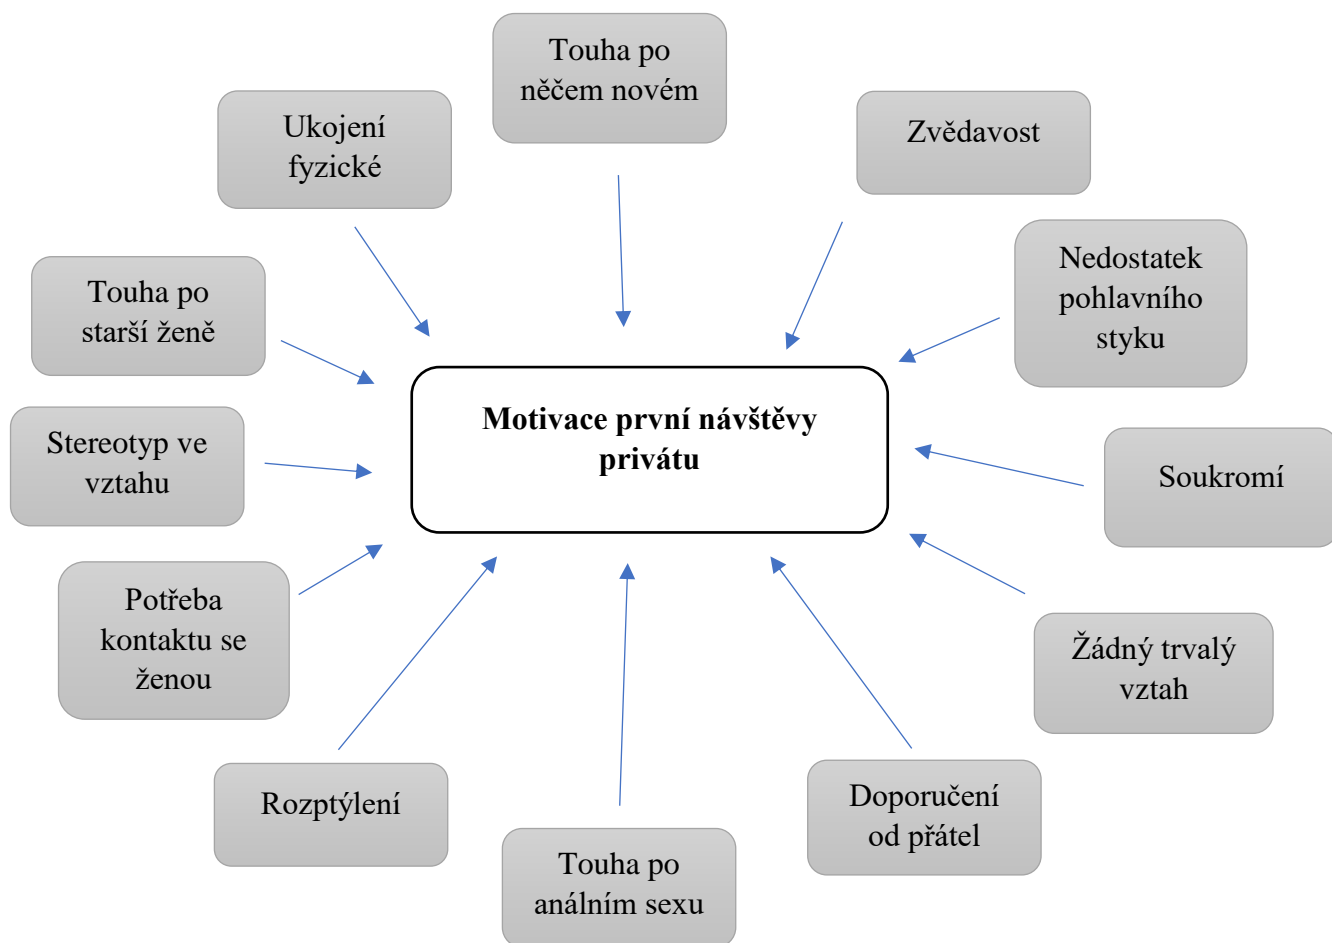 Touha po
něčem novém
Ukojení
fyzické
Zvědavost
Nedostatek
pohlavního
styku
Touha po
starší ženě
Motivace první návštěvy
privátu
Stereotyp ve
vztahu
Soukromí
Potřeba
kontaktu se
ženou
Žádný trvalý
vztah
Rozptýlení
Doporučení
od přátel
Touha po
análním sexu